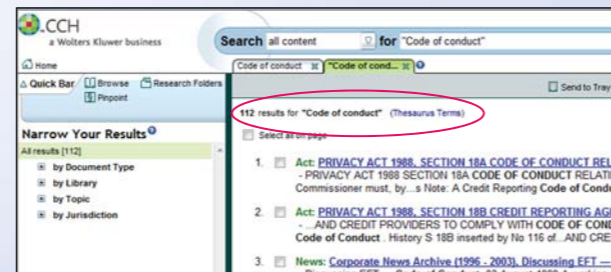 CCH
a Wolters Kluwer business
Search all content for "Code of conduct"
Home
Code of conduct "Code of cond...
Quick Bar Browse Research Folders
Pinpoint
Send to Tray
112 results for "Code of conduct" (Thesaurus Terms)
Select all on page
Narrow Your Results
All results [112]
by Document Type
by Library
by Topic
by Jurisdiction
1. Act: PRIVACY ACT 1988, SECTION 18A CODE OF CONDUCT REL
- PRIVACY ACT 1988 SECTION 18A CODE OF CONDUCT RELATI
Commissioner must, by...s Note: A Credit Reporting Code of Condu
2. Act: PRIVACY ACT 1988, SECTION 18B CREDIT REPORTING AG
- ...AND CREDIT PROVIDERS TO COMPLY WITH CODE OF CON
Code of Conduct . History S 18B inserted by No 116 of...AND CRE
3. News: Corporate News Archive (1996 - 2003), Discussing EFT —